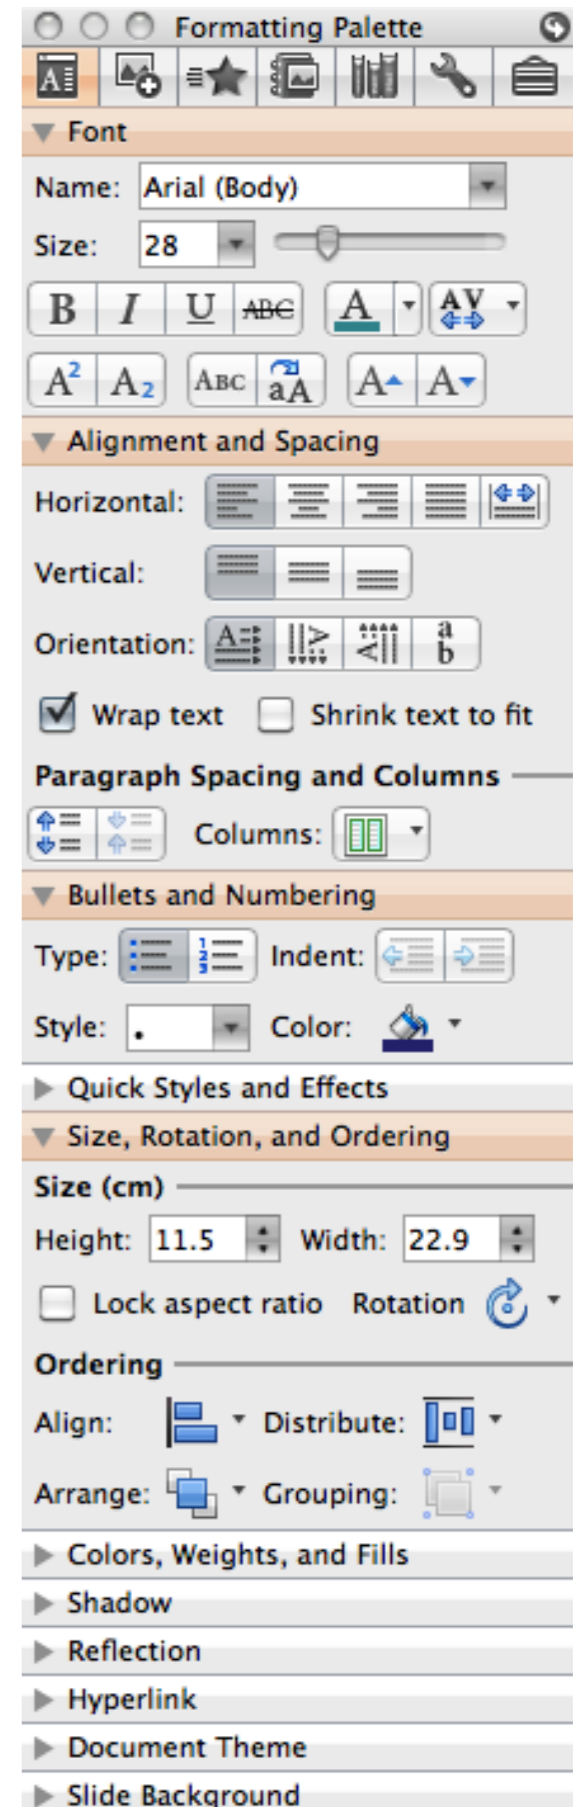 Formatting Palette
Font
Name: Arial (Body)
Size: 28
B I U ABC A AV
A2 A2 ABC aA A A
Alignment and Spacing
Horizontal:
Vertical:
Orientation: A A A a b
Wrap text Shrink text to fit
Paragraph Spacing and Columns
Columns:
Bullets and Numbering
Type: 1 2 3 Indent:
Style: . Color:
Quick Styles and Effects
Size, Rotation, and Ordering
Size (cm)
Height: 11.5 Width: 22.9
Lock aspect ratio Rotation
Ordering
Align: Distribute:
Arrange: Grouping:
Colors, Weights, and Fills
Shadow
Reflection
Hyperlink
Document Theme
Slide Background